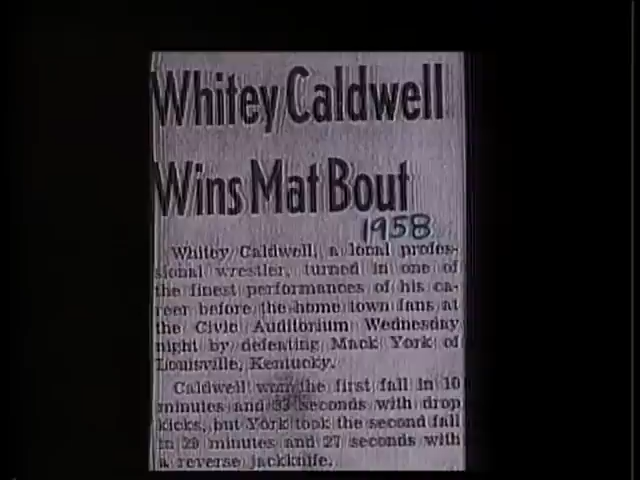 Whitey Caldwell
Wins Mat Bout
1958
Whitey Caldwell, a local profes-
sional wrestler, turned in one of
the finest performances of his ca-
reer before the home town fans at
the Civic Auditorium Wednesday
night by defeating Mack York of
Louisville, Kentucky.
Caldwell won the first fall in 10
minutes and 33 seconds with drop
kicks, but York took the second fall
in 29 minutes and 27 seconds with
a reverse jackknife.